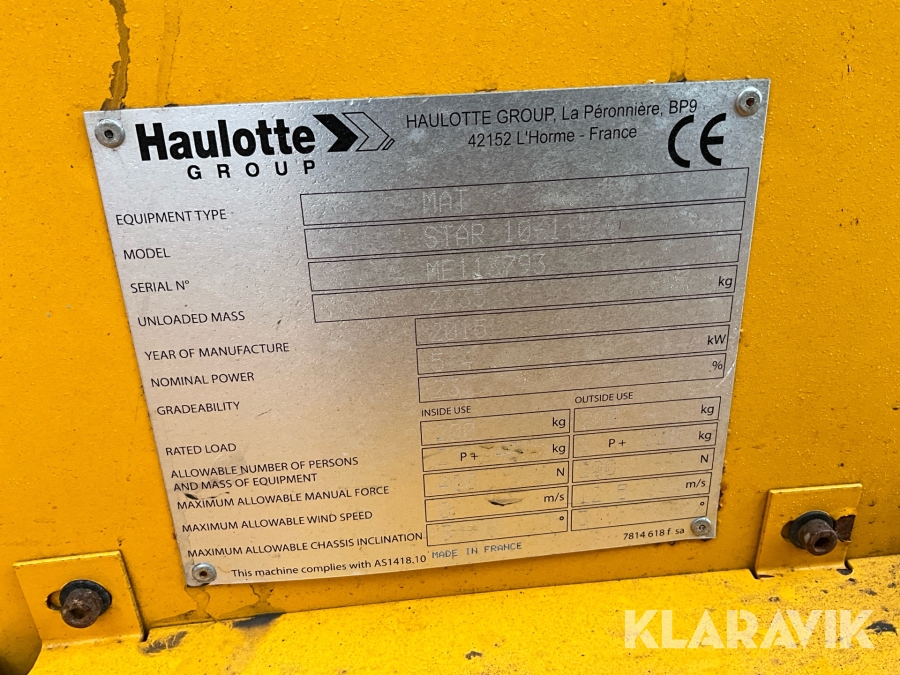 Haulotte
GROUP
HAULOTTE GROUP, La Péronnière, BP9
42152 L'Horme - France
CE
EQUIPMENT TYPE MAT
MODEL STAR 10-1
SERIAL N°
UNLOADED MASS kg
YEAR OF MANUFACTURE 2015
NOMINAL POWER kW
GRADEABILITY %
INSIDE USE OUTSIDE USE
RATED LOAD kg kg
ALLOWABLE NUMBER OF PERSONS
AND MASS OF EQUIPMENT P + kg P + kg
MAXIMUM ALLOWABLE MANUAL FORCE N N
MAXIMUM ALLOWABLE WIND SPEED m/s m/s
MAXIMUM ALLOWABLE CHASSIS INCLINATION ° °
This machine complies with AS1418.10 MADE IN FRANCE
7814 618 f sa
KLARAVIK